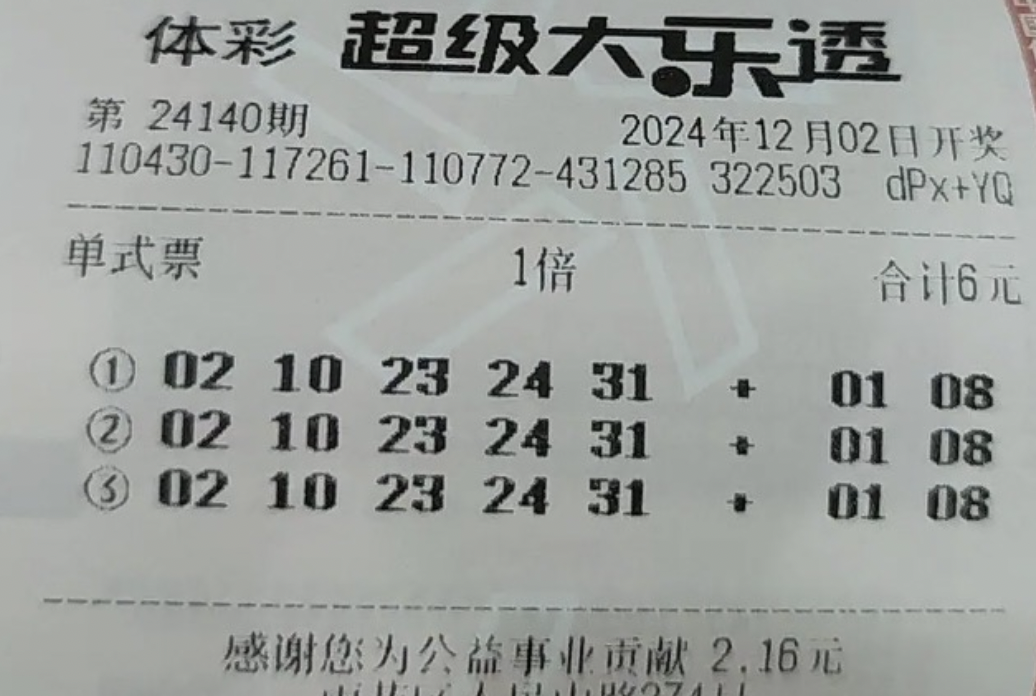 体彩 超级大乐透
第 24140期 2024年12月02日开奖
110430-117261-110772-431285 322503 dPx+YQ
单式票 1倍 合计6元
① 02 10 23 24 31 + 01 08
② 02 10 23 24 31 + 01 08
③ 02 10 23 24 31 + 01 08
感谢您为公益事业贡献 2.16元